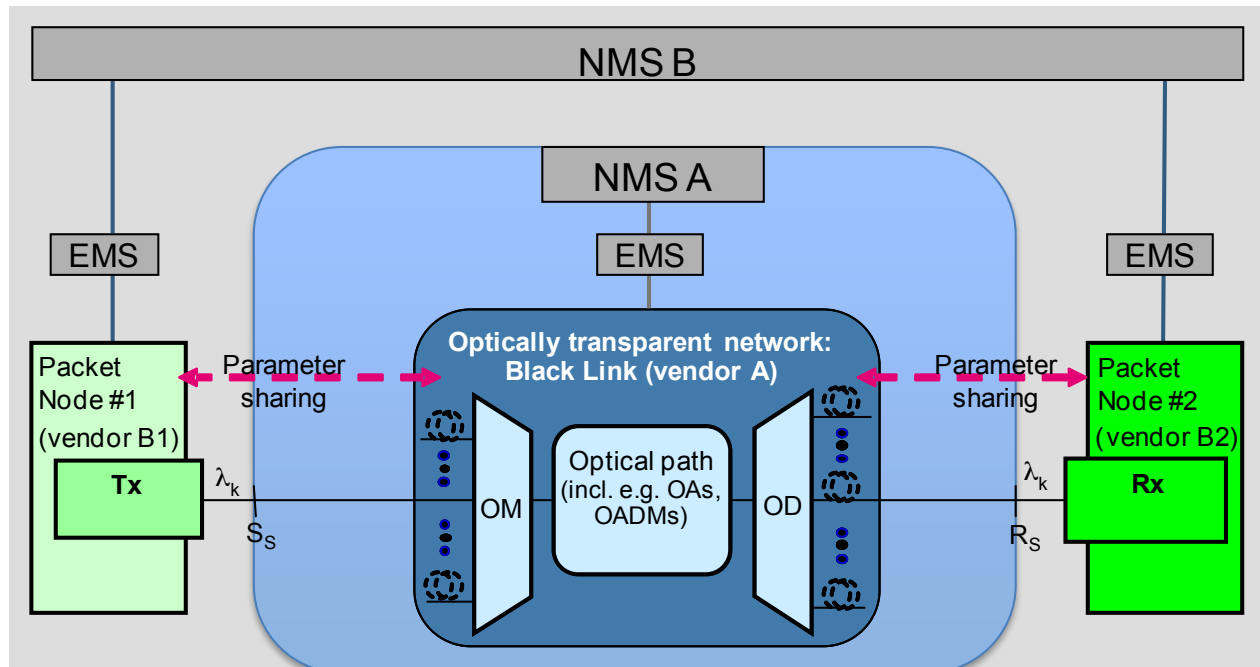 NMS B
NMS A
EMS
EMS
EMS
Packet
Node #1
(vendor B1)
Parameter
sharing
Optically transparent network:
Black Link (vendor A)
Parameter
sharing
Packet
Node #2
(vendor B2)
Tx
λk
SS
OM
Optical path
(incl. e.g. OAs,
OADMs)
OD
λk
RS
Rx